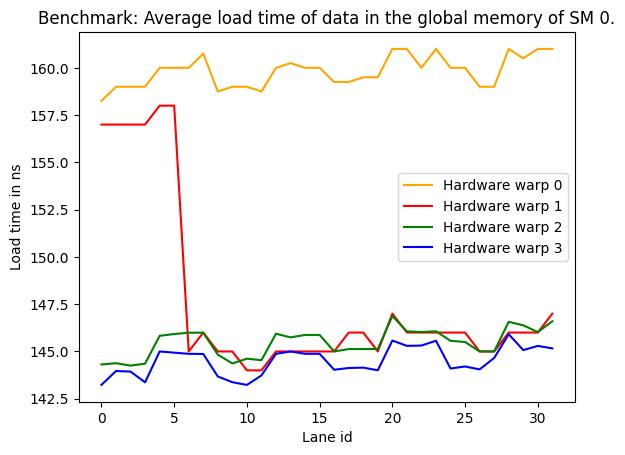 Benchmark: Average load time of data in the global memory of SM 0.
Load time in ns
160.0
157.5
155.0
152.5
150.0
147.5
145.0
142.5
Hardware warp 0
Hardware warp 1
Hardware warp 2
Hardware warp 3
0 5 10 15 20 25 30
Lane id